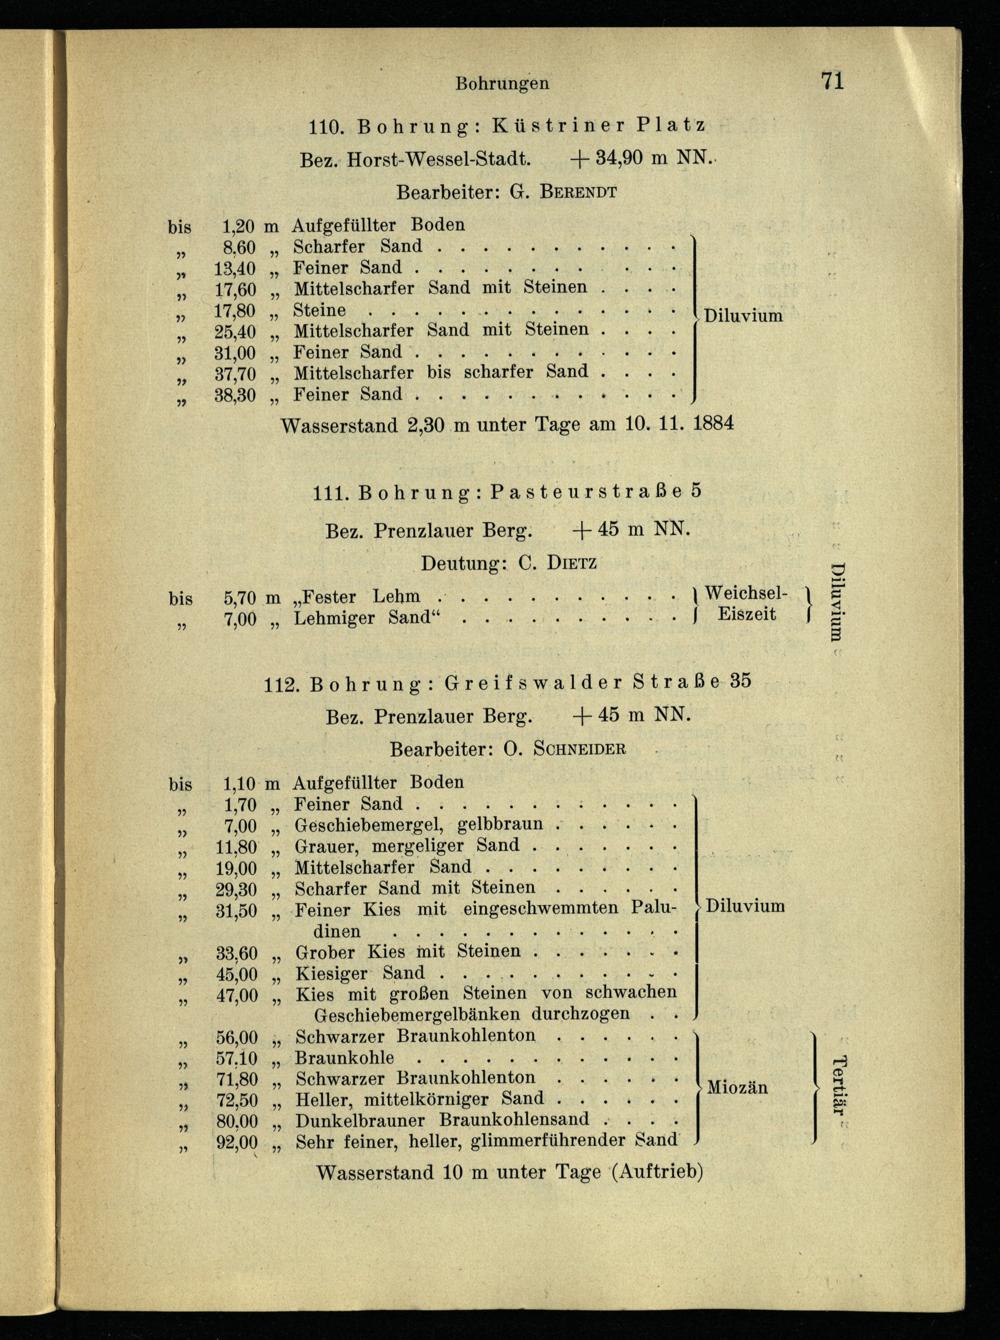 Bohrungen 71
110. Bohrung: Küstriner Platz
Bez. Horst-Wessel-Stadt. + 34,90 m NN.
Bearbeiter: G. BERENDT
bis 1,20 m Aufgefüllter Boden
„ 8,60 „ Scharfer Sand . . . . . . . . . . .
„ 13,40 „ Feiner Sand . . . . . . . . . . . .
„ 17,60 „ Mittelscharfer Sand mit Steinen . . . .
„ 17,80 „ Steine . . . . . . . . . . . . . . Diluvium
„ 25,40 „ Mittelscharfer Sand mit Steinen . . . .
„ 31,00 „ Feiner Sand . . . . . . . . . . . .
„ 37,70 „ Mittelscharfer bis scharfer Sand . . . .
„ 38,30 „ Feiner Sand . . . . . . . . . . . .
Wasserstand 2,30 m unter Tage am 10. 11. 1884
111. Bohrung: Pasteurstraße 5
Bez. Prenzlauer Berg. + 45 m NN.
Deutung: C. DIETZ
bis 5,70 m „Fester Lehm . . . . . . . . . . . Weichsel- Diluvium
„ 7,00 „ Lehmiger Sand“ . . . . . . . . . . Eiszeit
112. Bohrung: Greifswalder Straße 35
Bez. Prenzlauer Berg. + 45 m NN.
Bearbeiter: O. SCHNEIDER
bis 1,10 m Aufgefüllter Boden
„ 1,70 „ Feiner Sand . . . . . . . . . . . .
„ 7,00 „ Geschiebemergel, gelbbraun . . . . . .
„ 11,80 „ Grauer, mergeliger Sand . . . . . . .
„ 19,00 „ Mittelscharfer Sand . . . . . . . . .
„ 29,30 „ Scharfer Sand mit Steinen . . . . . .
„ 31,50 „ Feiner Kies mit eingeschwemmten Palu- Diluvium
dinen . . . . . . . . . . . . .
„ 33,60 „ Grober Kies mit Steinen . . . . . . .
„ 45,00 „ Kiesiger Sand . . . . . . . . . . .
„ 47,00 „ Kies mit großen Steinen von schwachen
Geschiebemergelbänken durchzogen . .
„ 56,00 „ Schwarzer Braunkohlenton . . . . . .
„ 57,10 „ Braunkohle . . . . . . . . . . . .
„ 71,80 „ Schwarzer Braunkohlenton . . . . . . Miozän Tertiär
„ 72,50 „ Heller, mittelkörniger Sand . . . . . .
„ 80,00 „ Dunkelbrauner Braunkohlensand . . . .
„ 92,00 „ Sehr feiner, heller, glimmerführender Sand
Wasserstand 10 m unter Tage (Auftrieb)